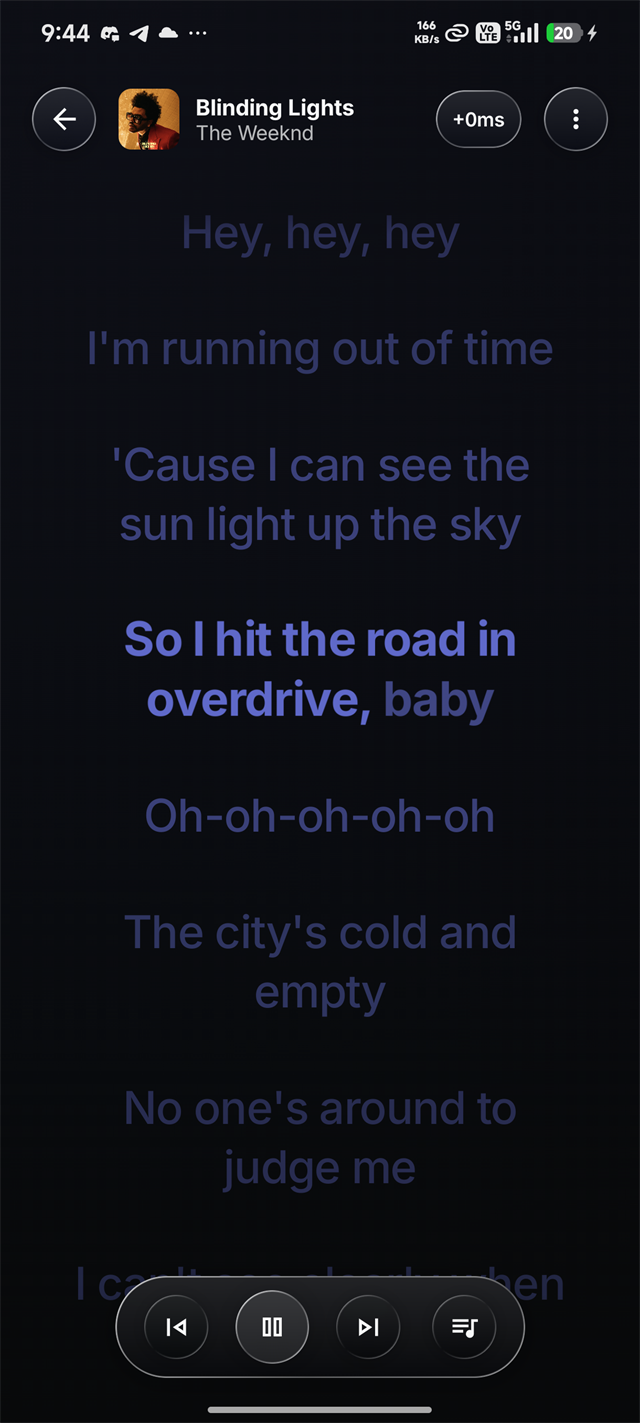 9:44
166
KB/s
Vo
LTE
5G
20
Blinding Lights
The Weeknd
+0ms
Hey, hey, hey
I'm running out of time
'Cause I can see the
sun light up the sky
So I hit the road in
overdrive, baby
Oh-oh-oh-oh-oh
The city's cold and
empty
No one's around to
judge me
I